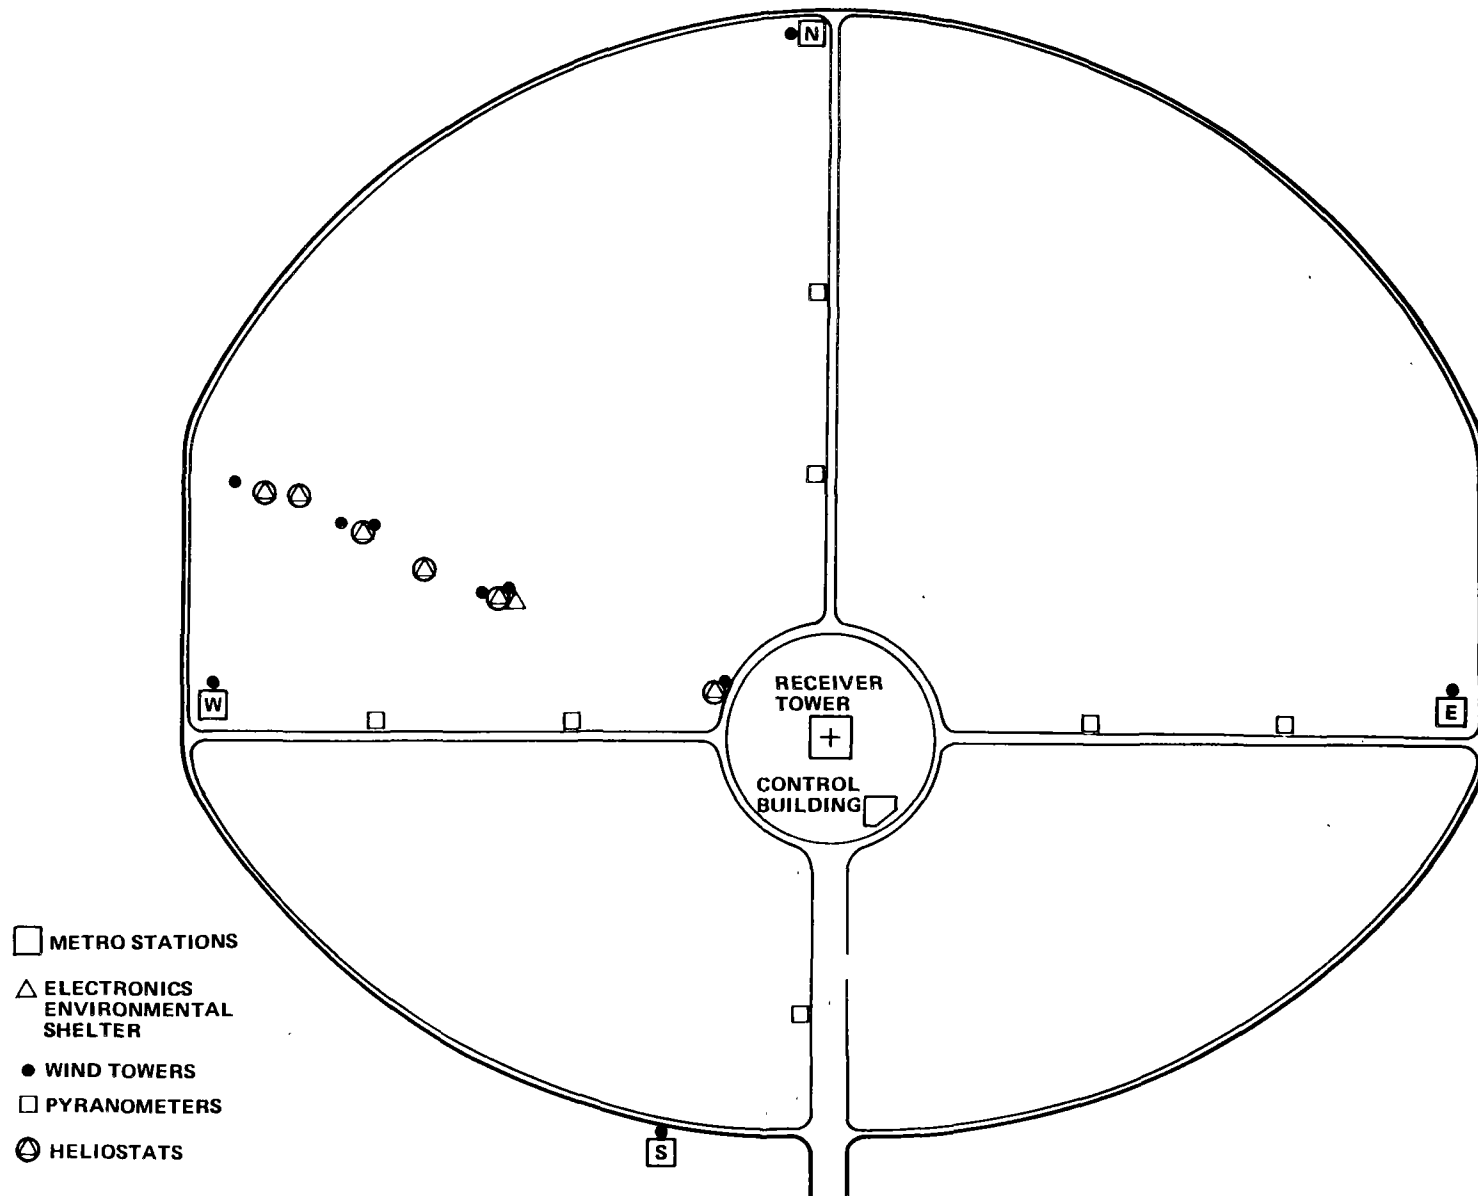 N
W
RECEIVER
TOWER
E
CONTROL
BUILDING
METRO STATIONS
ELECTRONICS
ENVIRONMENTAL
SHELTER
WIND TOWERS
PYRANOMETERS
HELIOSTATS
S